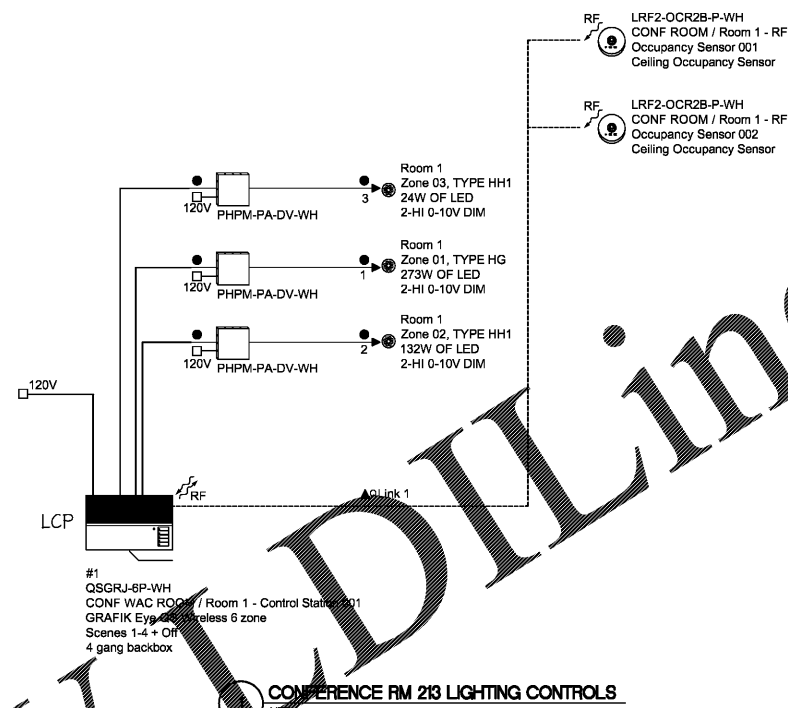 RF
LRF2-OCR2B-P-WH
CONF ROOM / Room 1 - RF
Occupancy Sensor 001
Ceiling Occupancy Sensor
RF
LRF2-OCR2B-P-WH
CONF ROOM / Room 1 - RF
Occupancy Sensor 002
Ceiling Occupancy Sensor
120V
PHPM-PA-DV-WH
3
Room 1
Zone 03, TYPE HH1
24W OF LED
2-HI 0-10V DIM
120V
PHPM-PA-DV-WH
1
Room 1
Zone 01, TYPE HG
273W OF LED
2-HI 0-10V DIM
120V
PHPM-PA-DV-WH
2
Room 1
Zone 02, TYPE HH1
132W OF LED
2-HI 0-10V DIM
120V
RF
Link 1
LCP
#1
QSGRJ-6P-WH
CONF WAC ROOM / Room 1 - Control Station 001
GRAFIK Eye QS Wireless 6 zone
Scenes 1-4 + Off
4 gang backbox
1
CONFERENCE RM 213 LIGHTING CONTROLS